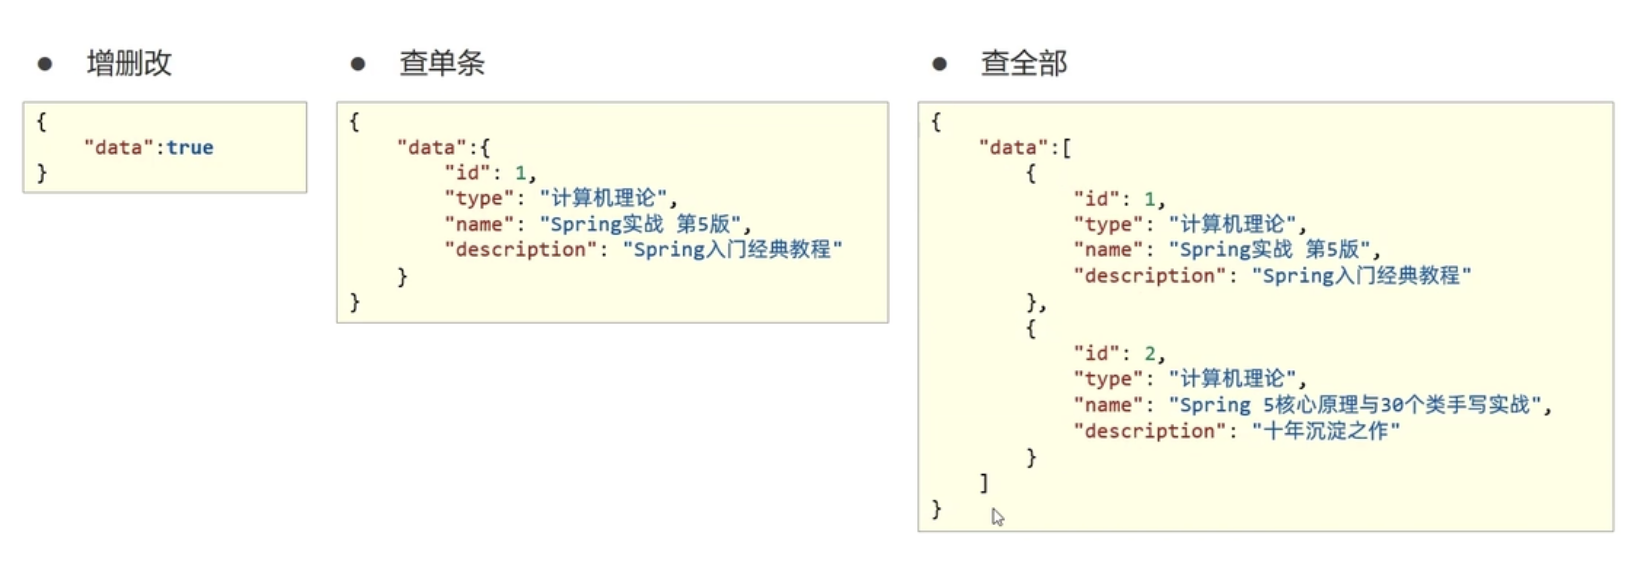 ● 增删改
{
    "data":true
}
● 查单条
{
    "data":{
        "id": 1,
        "type": "计算机理论",
        "name": "Spring实战 第5版",
        "description": "Spring入门经典教程"
    }
}
● 查全部
{
    "data":[
        {
            "id": 1,
            "type": "计算机理论",
            "name": "Spring实战 第5版",
            "description": "Spring入门经典教程"
        },
        {
            "id": 2,
            "type": "计算机理论",
            "name": "Spring 5核心原理与30个类手写实战",
            "description": "十年沉淀之作"
        }
    ]
}